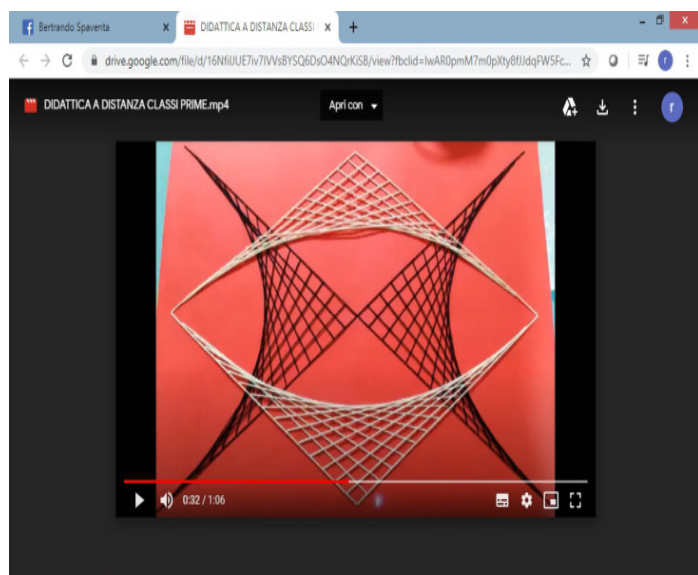 Bertrando Spaventa
DIDATTICA A DISTANZA CLASSI
drive.google.com/file/d/16NfiIJUE7iv7IVVsBYSQ6DsO4NQrKiSB/view?fbclid=IwAR0pmM7m0pXty8fJJdqFW5Fc...
DIDATTICA A DISTANZA CLASSI PRIME.mp4
Apri con
r
0:32 / 1:06